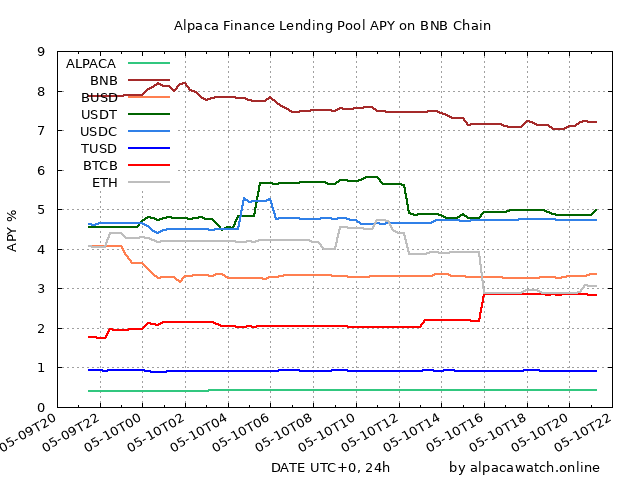 Alpaca Finance Lending Pool APY on BNB Chain
9
8
7
6
5
4
3
2
1
0
APY %
ALPACA
BNB
BUSD
USDT
USDC
TUSD
BTCB
ETH
05-09T20
05-09T22
05-10T00
05-10T02
05-10T04
05-10T06
05-10T08
05-10T10
05-10T12
05-10T14
05-10T16
05-10T18
05-10T20
05-10T22
DATE UTC+0, 24h
by alpacawatch.online